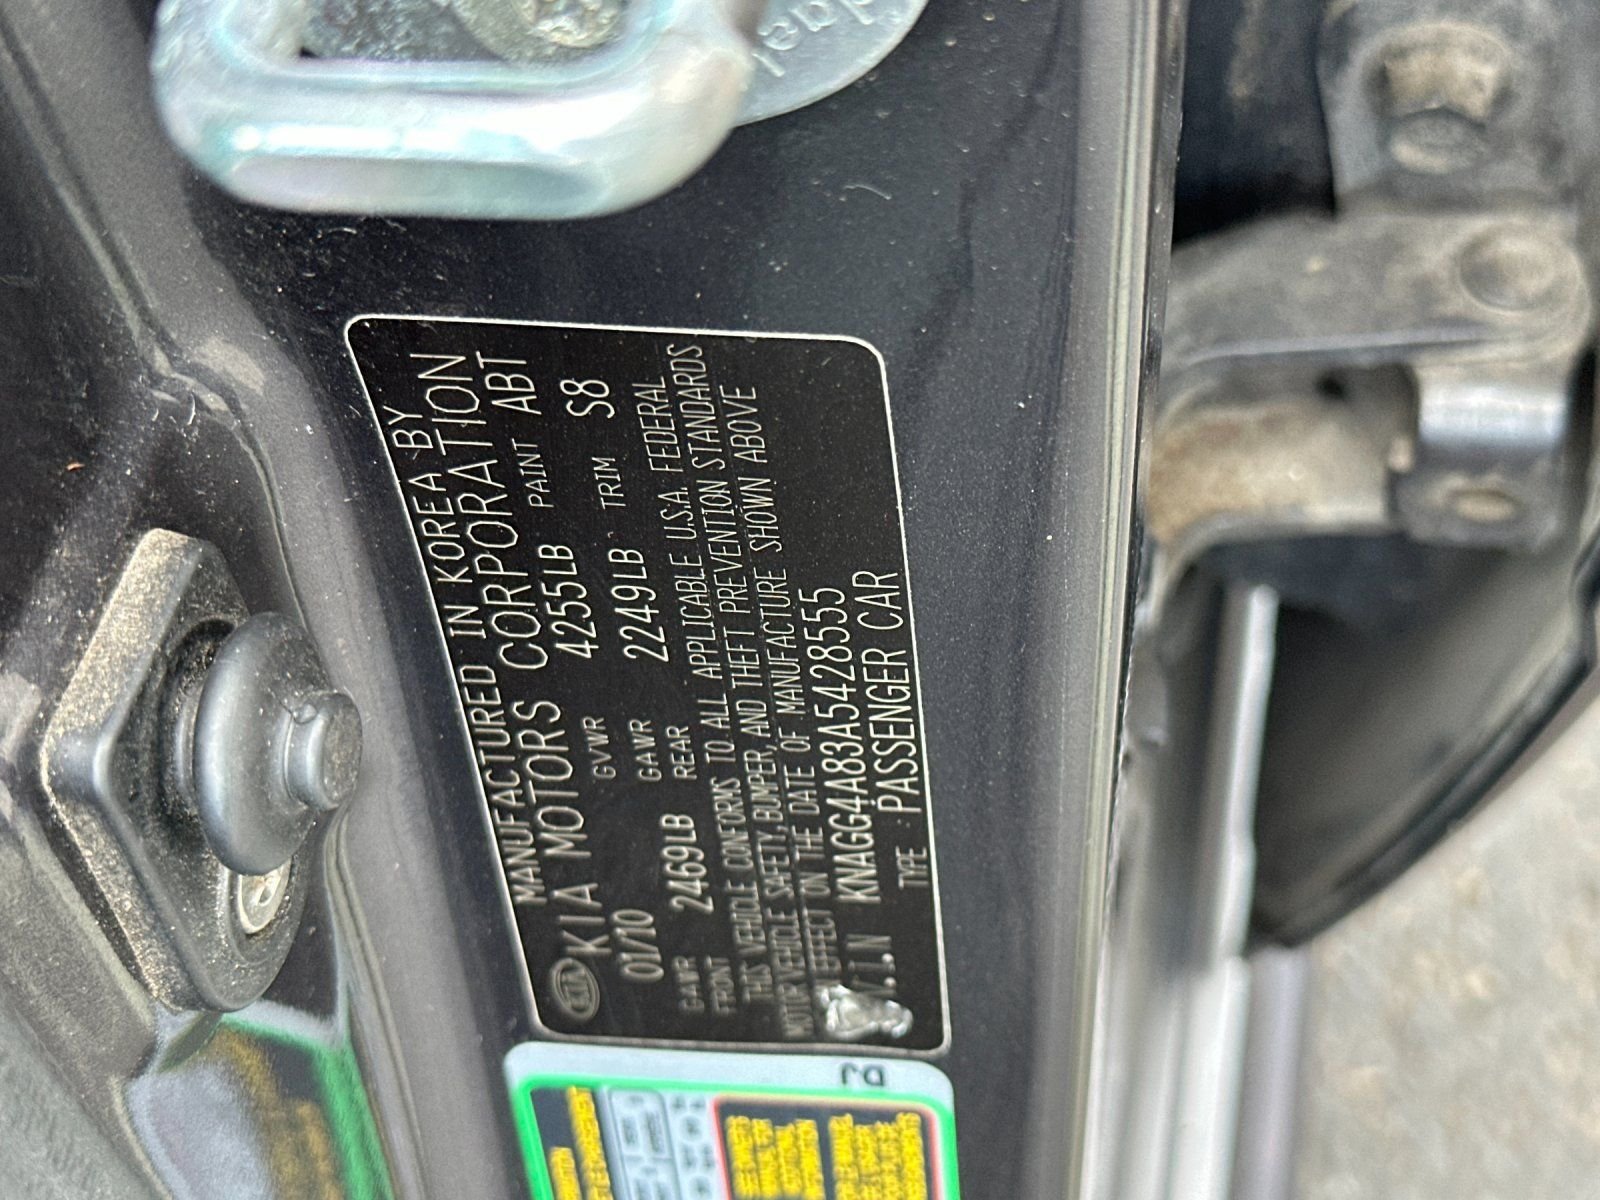 MANUFACTURED IN KOREA BY
KIA KIA MOTORS CORPORATION
01/10 GVWR 4255LB PAINT ABT
GAWR FRONT 2469LB GAWR REAR 2249LB TRIM S8
THIS VEHICLE CONFORMS TO ALL APPLICABLE U.S.A. FEDERAL
MOTOR VEHICLE SAFETY, BUMPER, AND THEFT PREVENTION STANDARDS
IN EFFECT ON THE DATE OF MANUFACTURE SHOWN ABOVE
V.I.N KNAGG4A83A5428555
TYPE : PASSENGER CAR